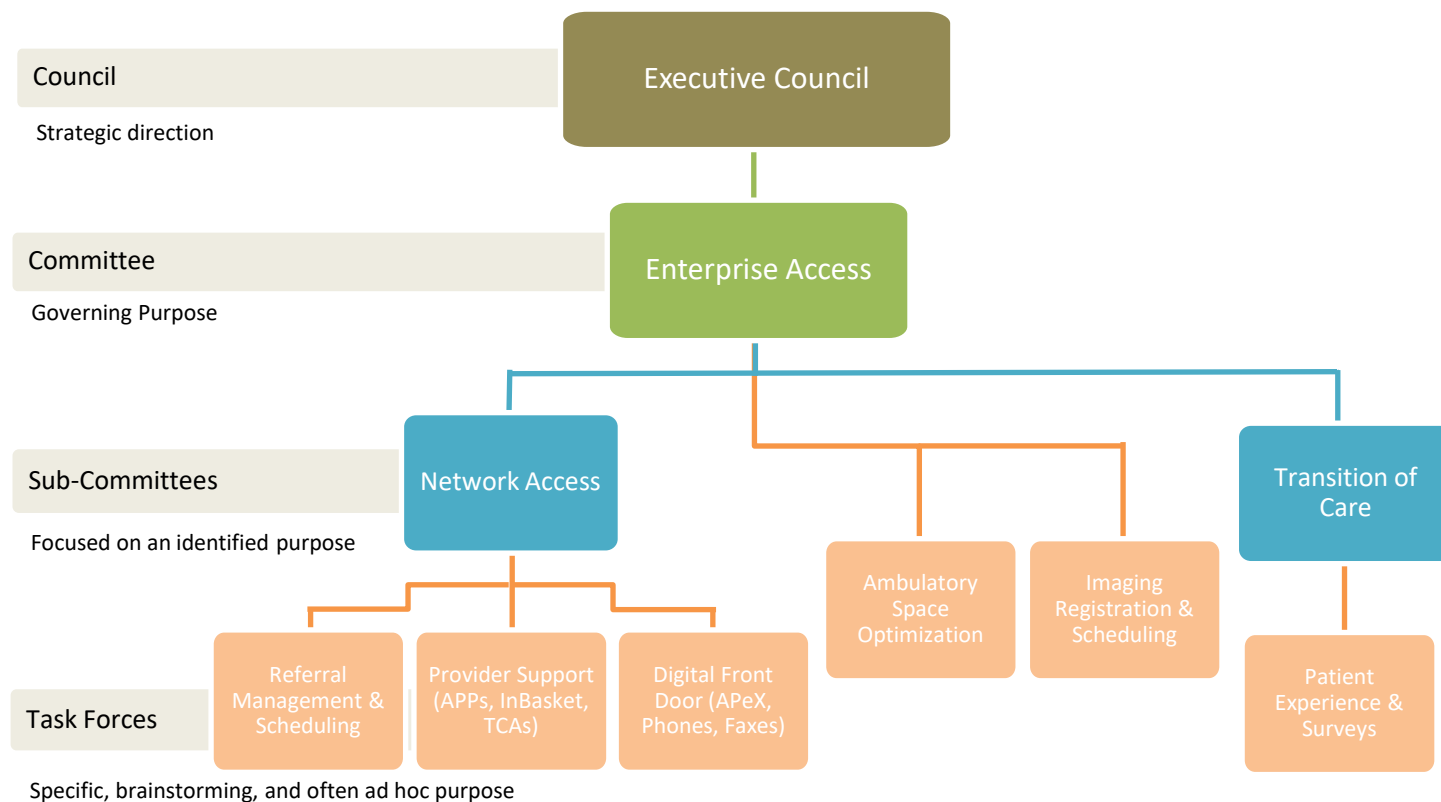 Executive Council
Council
Strategic direction
Enterprise Access
Committee
Governing Purpose
Network Access
Transition of
Care
Sub-Committees
Focused on an identified purpose
Ambulatory
Space
Optimization
Imaging
Registration &
Scheduling
Referral
Management &
Scheduling
Provider Support
(APPs, InBasket,
TCAs)
Digital Front
Door (APeX,
Phones, Faxes)
Patient
Experience &
Surveys
Task Forces
Specific, brainstorming, and often ad hoc purpose